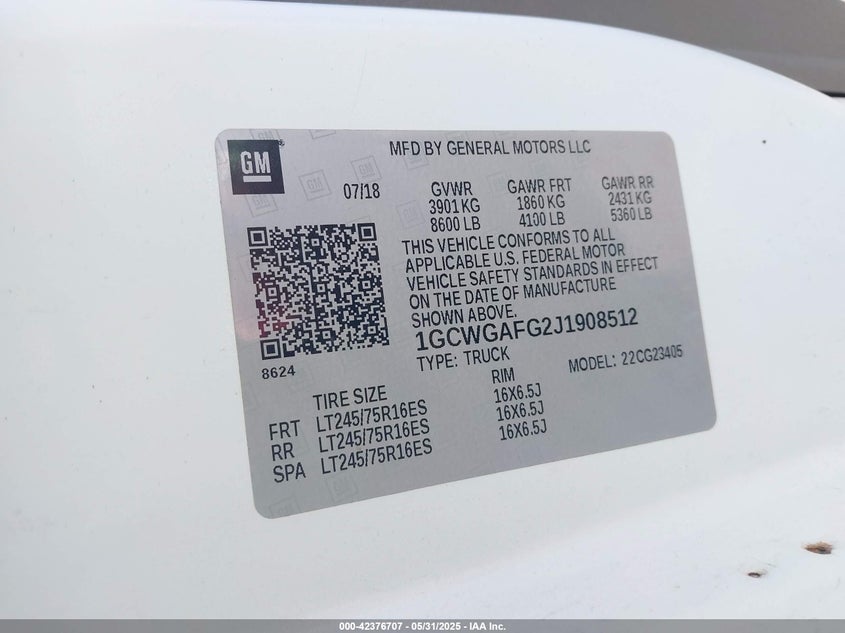 GM
MFD BY GENERAL MOTORS LLC
07/18
GVWR GAWR FRT GAWR RR
3901 KG 1860 KG 2431 KG
8600 LB 4100 LB 5360 LB
THIS VEHICLE CONFORMS TO ALL
APPLICABLE U.S. FEDERAL MOTOR
VEHICLE SAFETY STANDARDS IN EFFECT
ON THE DATE OF MANUFACTURE
SHOWN ABOVE.
1GCWGAFG2J1908512
TYPE: TRUCK MODEL: 22CG23405
8624
TIRE SIZE RIM
FRT LT245/75R16ES 16X6.5J
RR LT245/75R16ES 16X6.5J
SPA LT245/75R16ES 16X6.5J
000-42376707 - 05/31/2025 - IAA Inc.